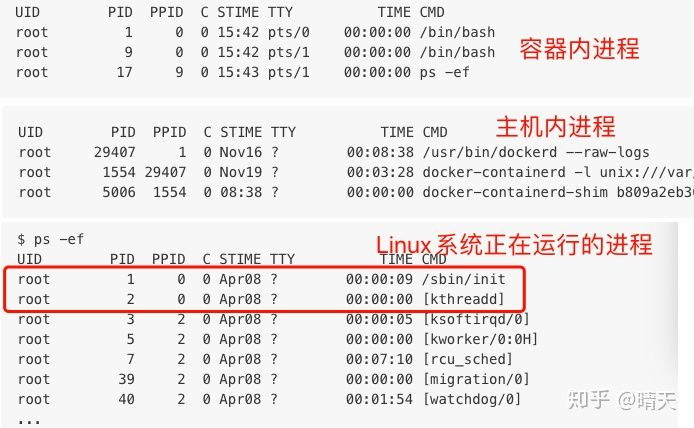 UID PID PPID C STIME TTY TIME CMD
root 1 0 0 15:42 pts/0 00:00:00 /bin/bash
root 9 0 0 15:42 pts/1 00:00:00 /bin/bash
root 17 9 0 15:43 pts/1 00:00:00 ps -ef
容器内进程
主机内进程
UID PID PPID C STIME TTY TIME CMD
root 29407 1 0 Nov16 ? 00:08:38 /usr/bin/dockerd --raw-logs
root 1554 29407 0 Nov19 ? 00:03:28 docker-containerd -l unix:///var/
root 5006 1554 0 08:38 ? 00:00:00 docker-containerd-shim b809a2eb30
$ ps -ef
Linux系统正在运行的进程
UID PID PPID C STIME TTY TIME CMD
root 1 0 0 Apr08 ? 00:00:09 /sbin/init
root 2 0 0 Apr08 ? 00:00:00 [kthreadd]
root 3 2 0 Apr08 ? 00:00:05 [ksoftirqd/0]
root 5 2 0 Apr08 ? 00:00:00 [kworker/0:0H]
root 7 2 0 Apr08 ? 00:07:10 [rcu_sched]
root 39 2 0 Apr08 ? 00:00:00 [migration/0]
root 40 2 0 Apr08 ? 00:01:54 [watchdog/0]
...
知乎 @晴天